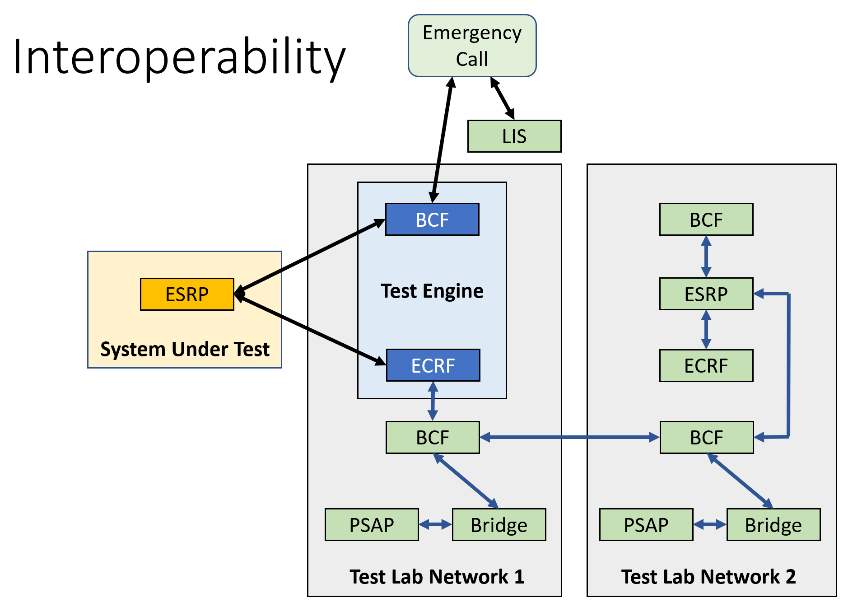 Interoperability
Emergency
Call
LIS
BCF
Test Engine
ECRF
ESRP
System Under Test
BCF
PSAP
Bridge
Test Lab Network 1
BCF
ESRP
ECRF
BCF
PSAP
Bridge
Test Lab Network 2